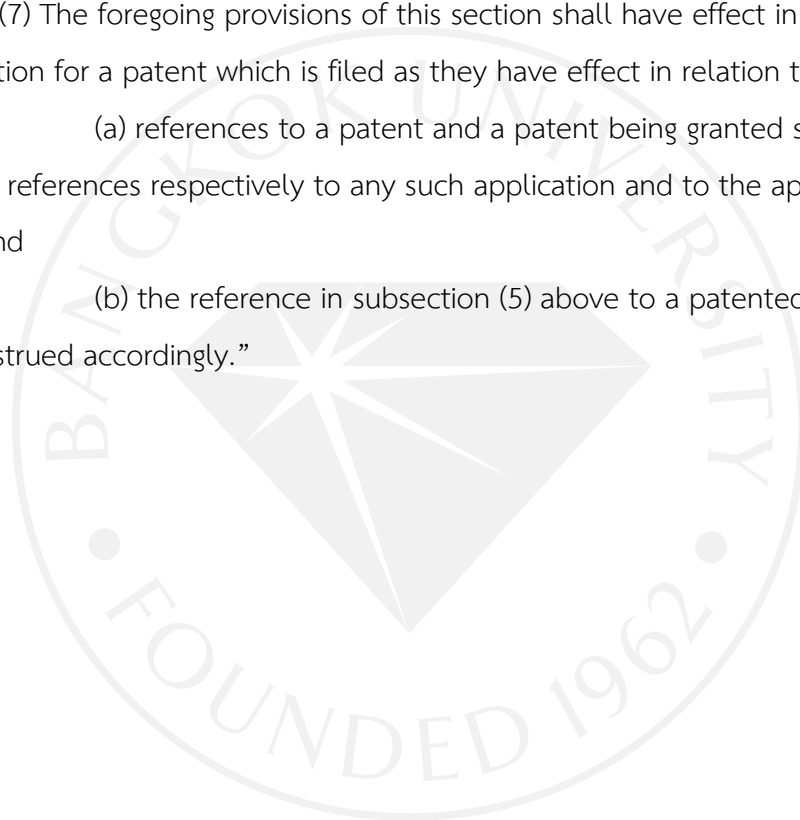 (7) The foregoing provisions of this section shall have effect in
tion for a patent which is filed as they have effect in relation t
(a) references to a patent and a patent being granted s
references respectively to any such application and to the ap
nd
(b) the reference in subsection (5) above to a patented
strued accordingly.”
BANGKOK UNIVERSITY
• FOUNDED 1962 •